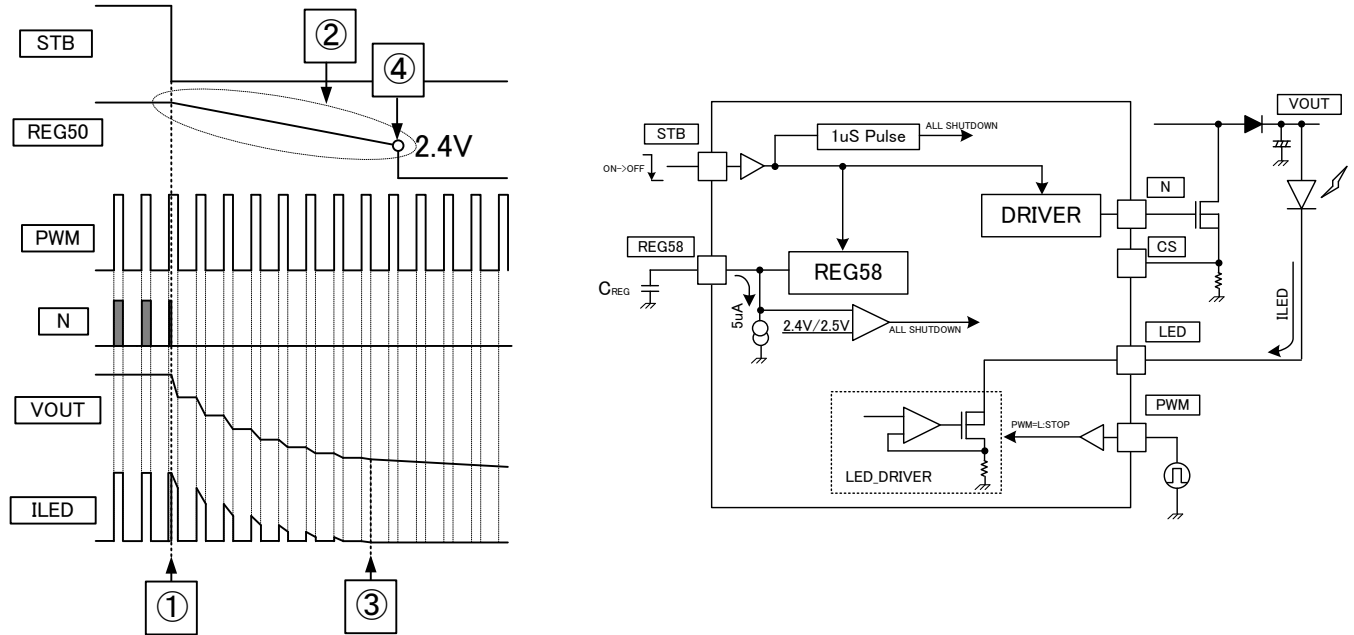 STB
②
④
REG50
2.4V
PWM
N
VOUT
ILED
①
③
VOUT
STB
1uS Pulse
ALL SHUTDOWN
ON->OFF
N
DRIVER
REG58
CS
REG58
CREG
5uA
2.4V/2.5V
ALL SHUTDOWN
ILED
LED
PWM
PWM=L:STOP
LED_DRIVER